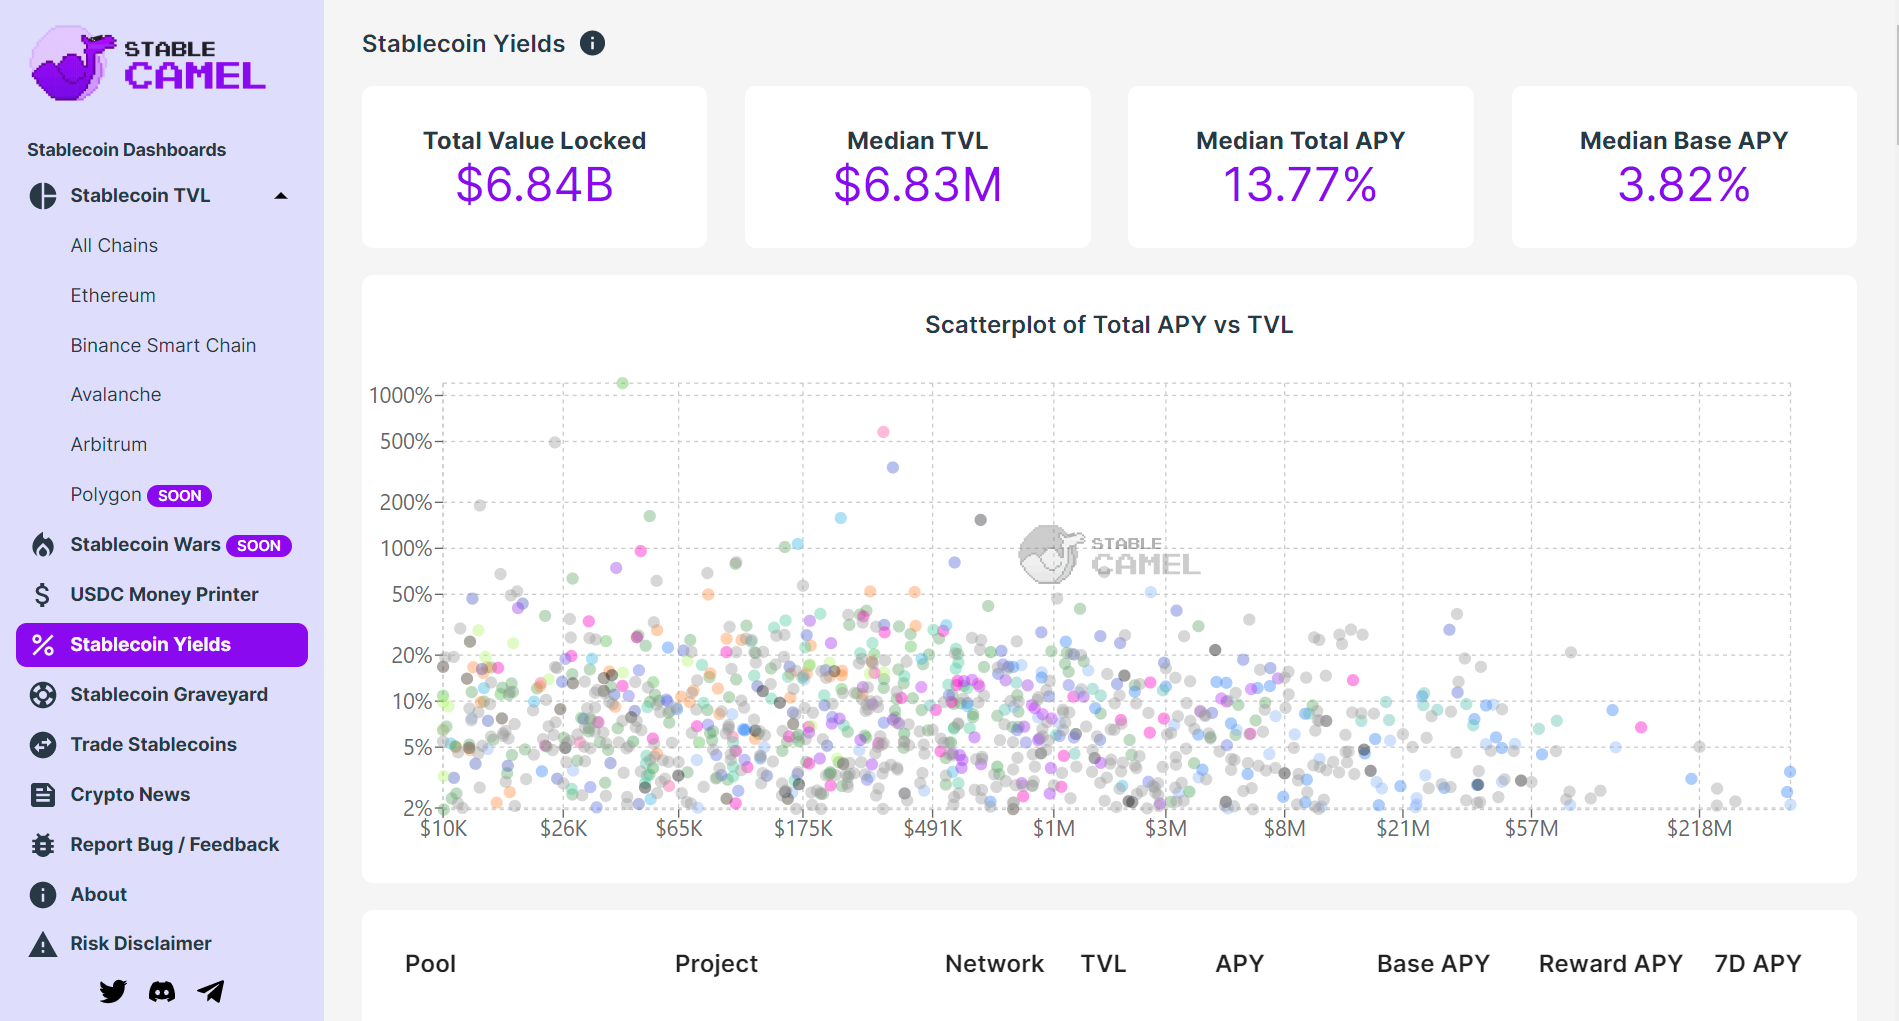 STABLE
CAMEL
Stablecoin Dashboards
Stablecoin TVL
All Chains
Ethereum
Binance Smart Chain
Avalanche
Arbitrum
Polygon SOON
Stablecoin Wars SOON
USDC Money Printer
Stablecoin Yields
Stablecoin Graveyard
Trade Stablecoins
Crypto News
Report Bug / Feedback
About
Risk Disclaimer
Stablecoin Yields
Total Value Locked
$6.84B
Median TVL
$6.83M
Median Total APY
13.77%
Median Base APY
3.82%
Scatterplot of Total APY vs TVL
1000%
500%
200%
100%
50%
20%
10%
5%
2%
STABLE
CAMEL
$10K $26K $65K $175K $491K $1M $3M $8M $21M $57M $218M
Pool Project Network TVL APY Base APY Reward APY 7D APY